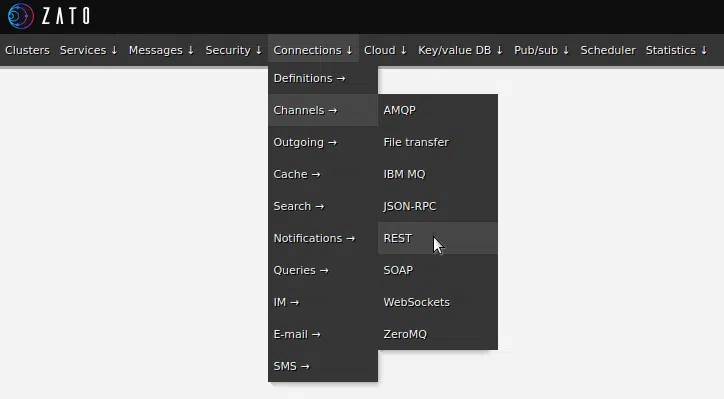 ZATO
Clusters Services ↓ Messages ↓ Security ↓ Connections ↓ Cloud ↓ Key/value DB ↓ Pub/sub ↓ Scheduler Statistics ↓
Definitions →
Channels → AMQP
Outgoing → File transfer
Cache → IBM MQ
Search → JSON-RPC
Notifications → REST
Queries → SOAP
IM → WebSockets
E-mail → ZeroMQ
SMS →